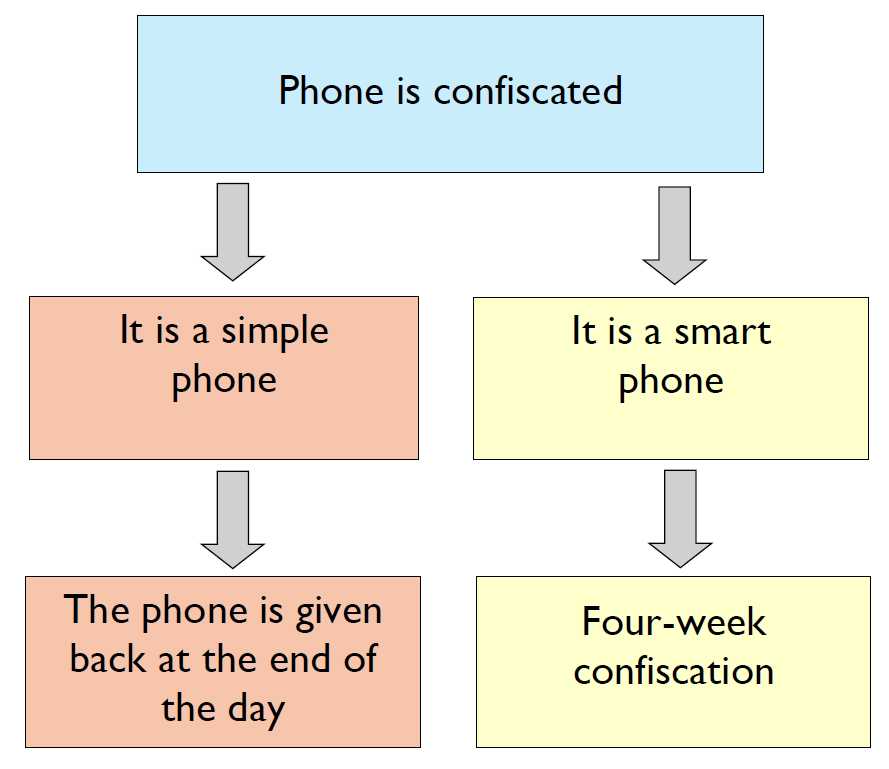 Phone is confiscated
It is a simple
phone
It is a smart
phone
The phone is given
back at the end of
the day
Four-week
confiscation